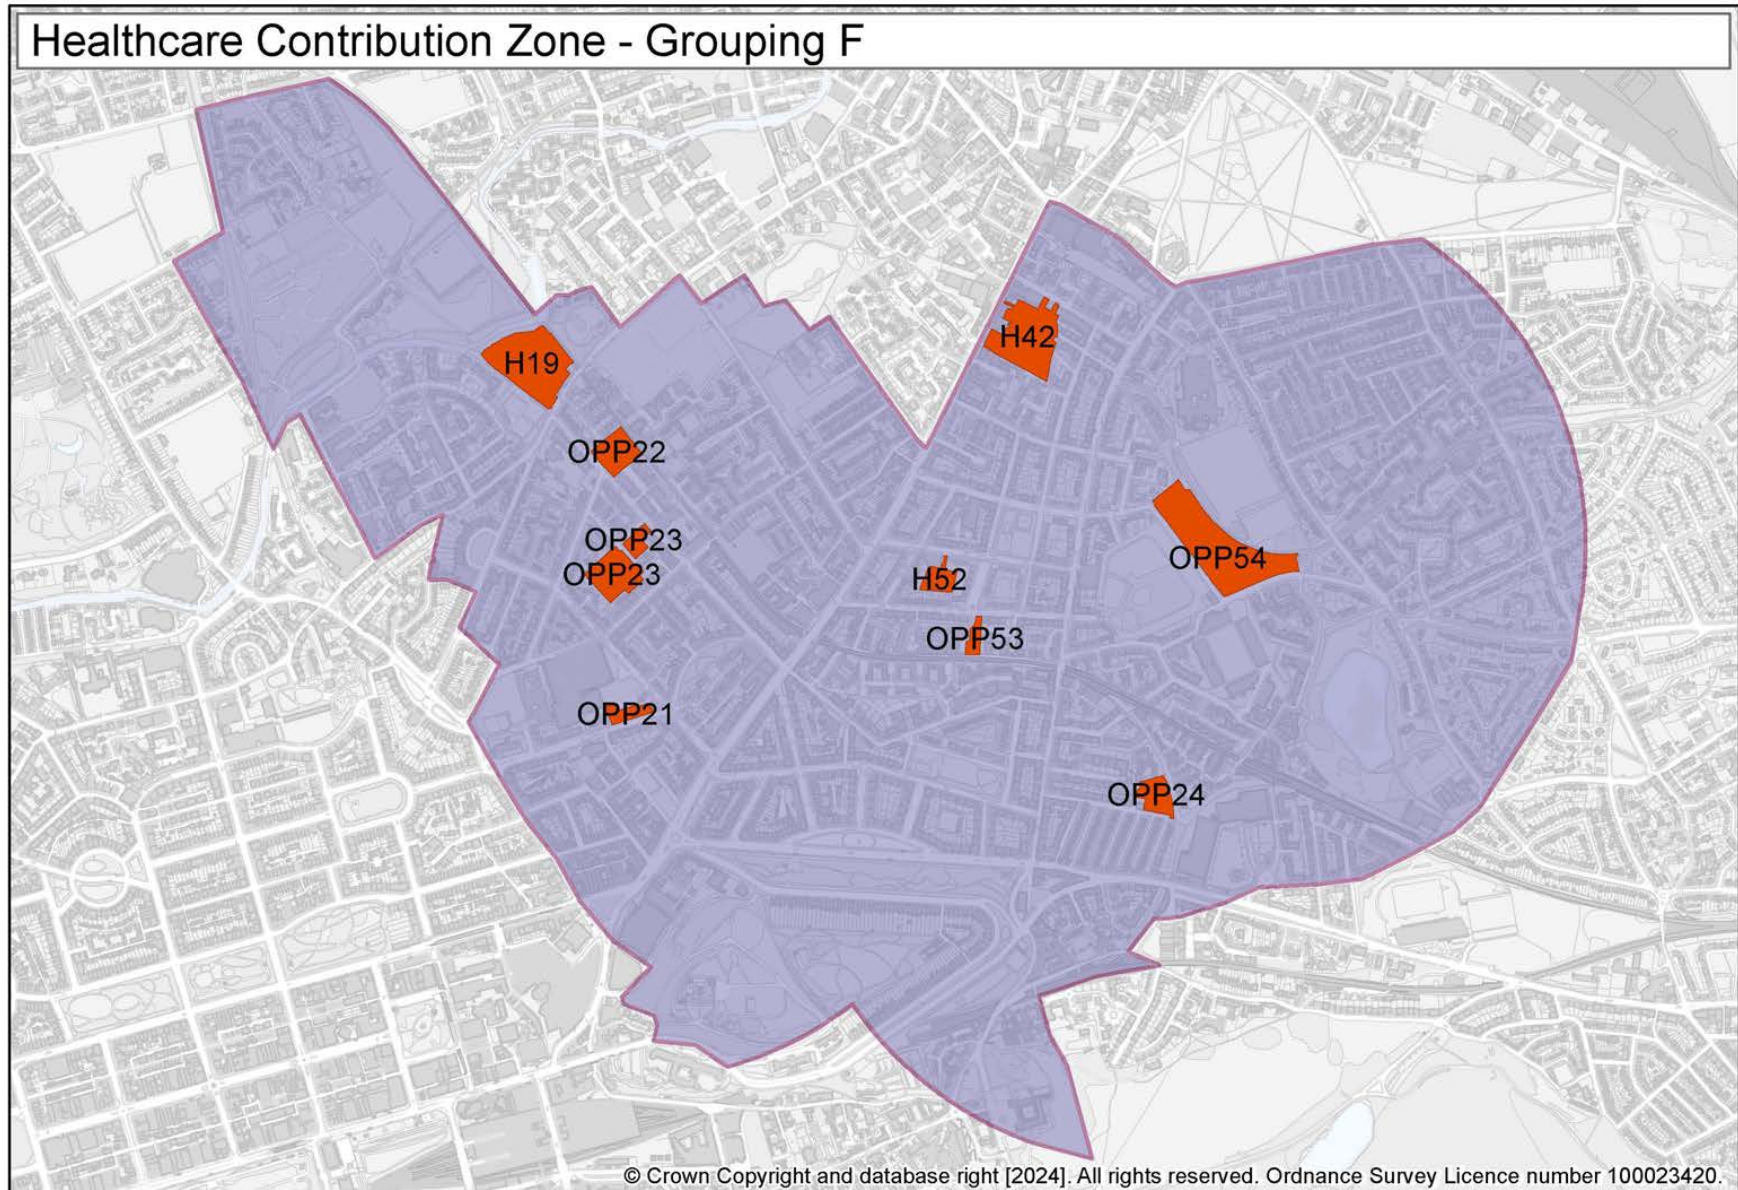 Healthcare Contribution Zone - Grouping F
H42
H19
OPP22
OPP23
OPP54
OPP23
H52
OPP53
OPP21
OPP24
© Crown Copyright and database right [2024]. All rights reserved. Ordnance Survey Licence number 100023420.